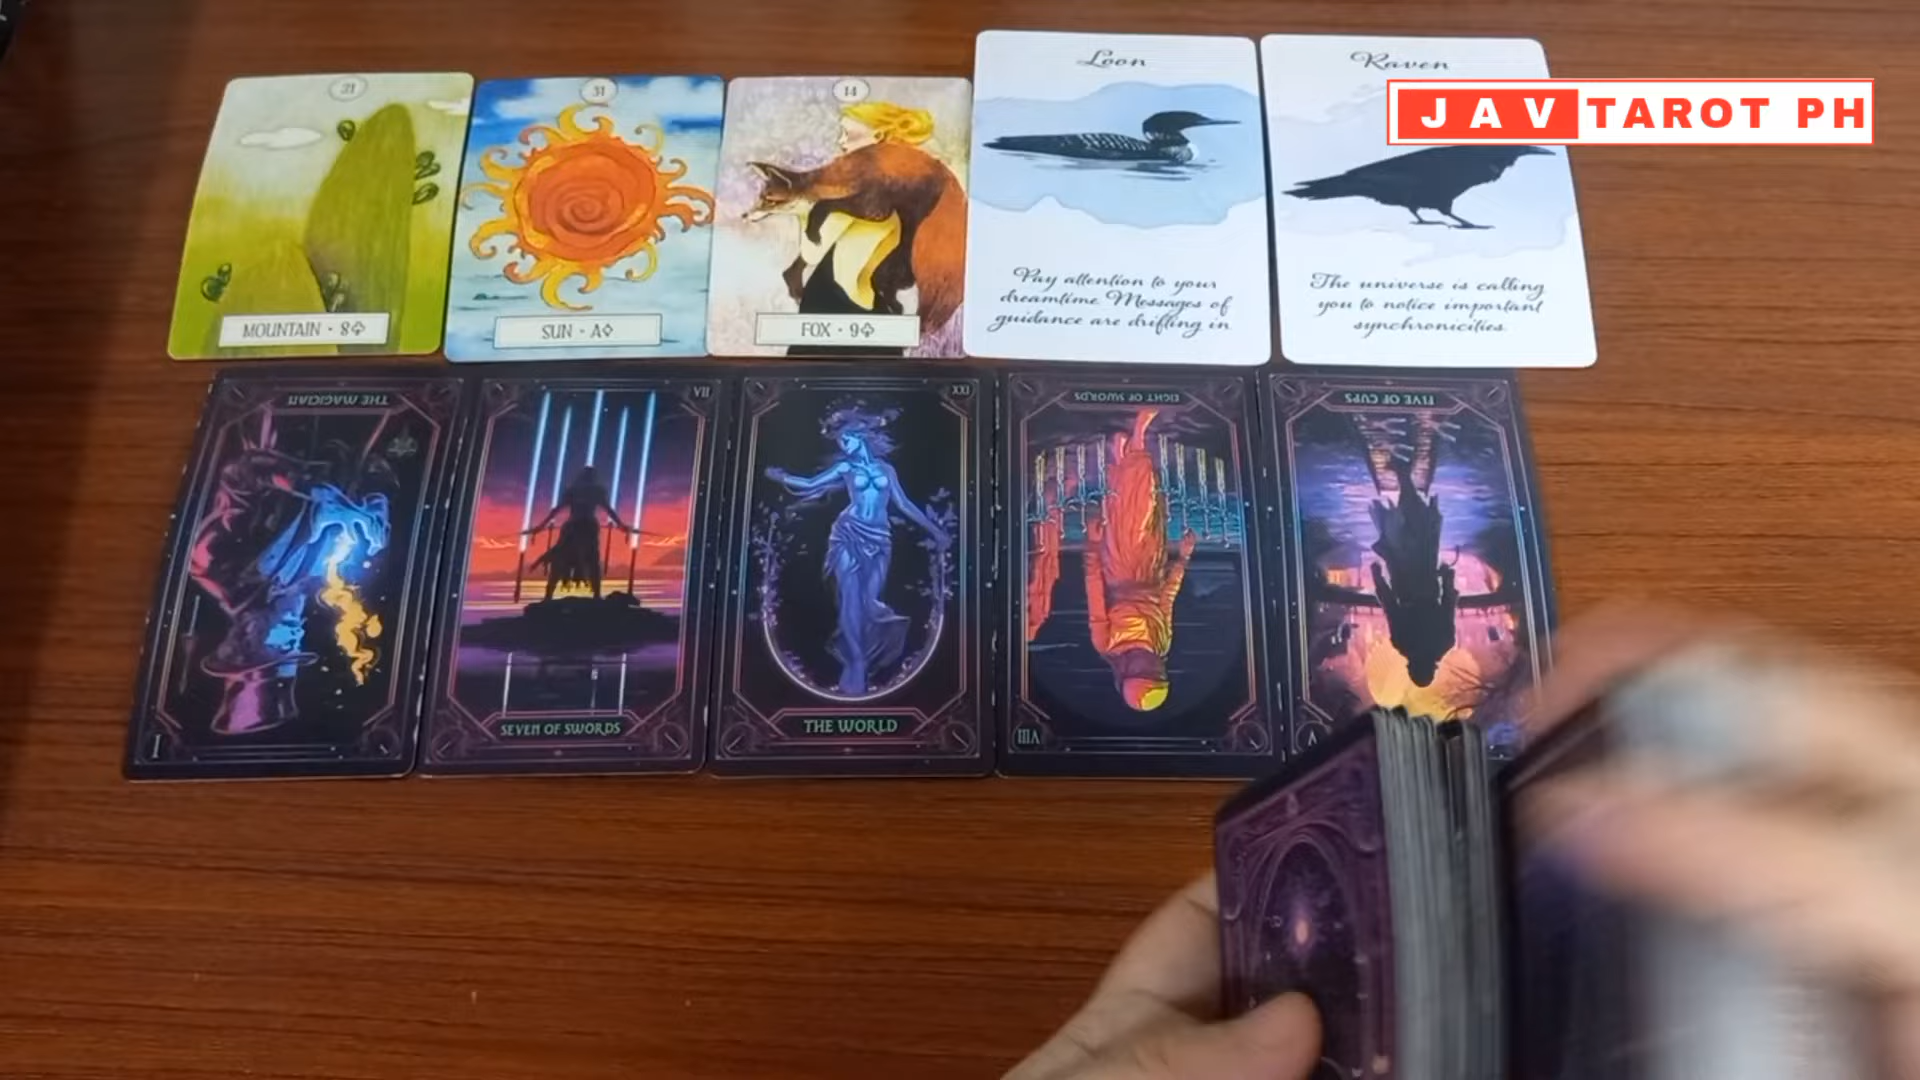 Loon
Raven
JAV TAROT PH
21
31
14
Pay attention to your
dreamtime. Messages of
guidance are drifting in
The universe is calling
you to notice important
synchronicities
MOUNTAIN · 8♧
SUN · A♢
FOX · 9♧
THE MAGICIAN
VII
XXI
EIGHT OF SWORDS
FIVE OF CUPS
SEVEN OF SWORDS
THE WORLD
I
VIII
V